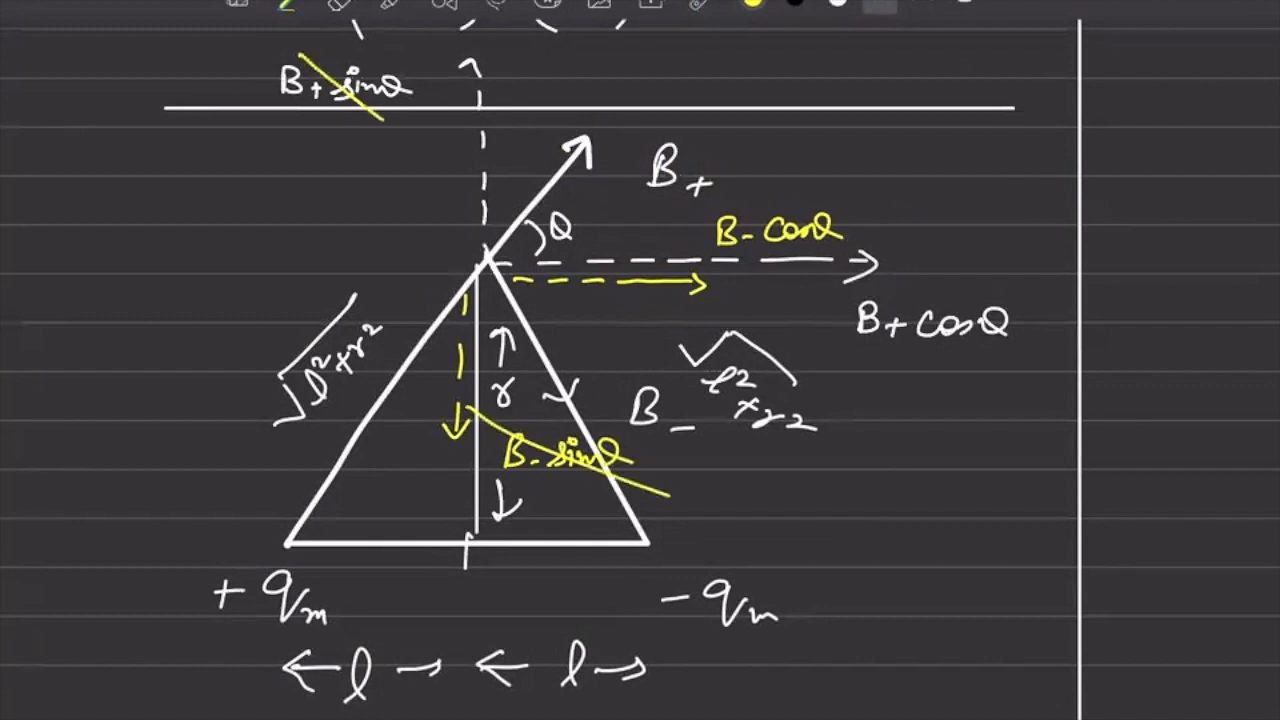 B+ sinθ
B+
θ
B- cosθ
B+ cosθ
√l²+r²
r
B-
√l²+r²
B- sinθ
+ qm
- qm
← l → ← l →